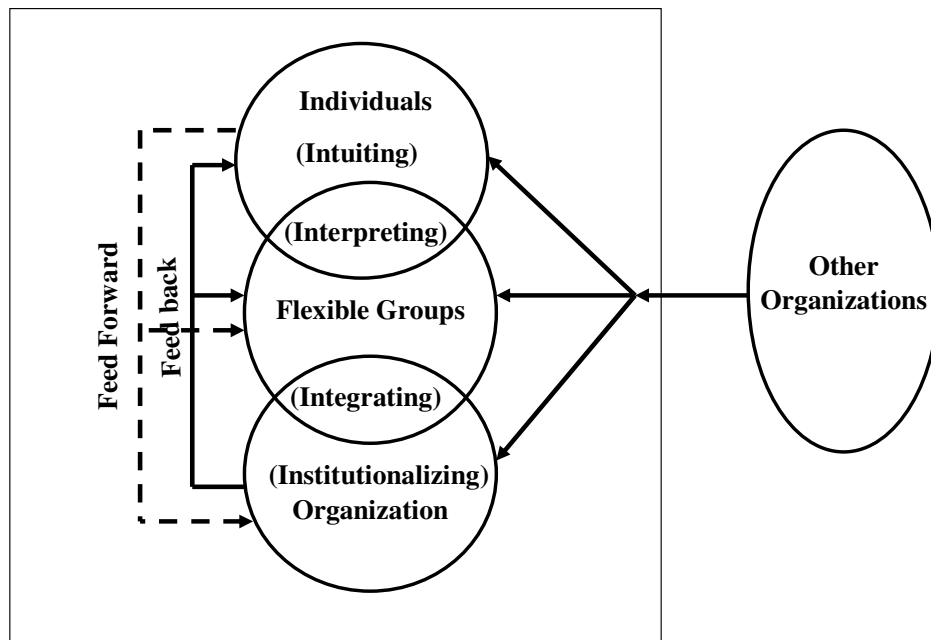 Individuals
(Intuiting)
(Interpreting)
Flexible Groups
(Integrating)
(Institutionalizing)
Organization
Feed Forward
Feed back
Other
Organizations